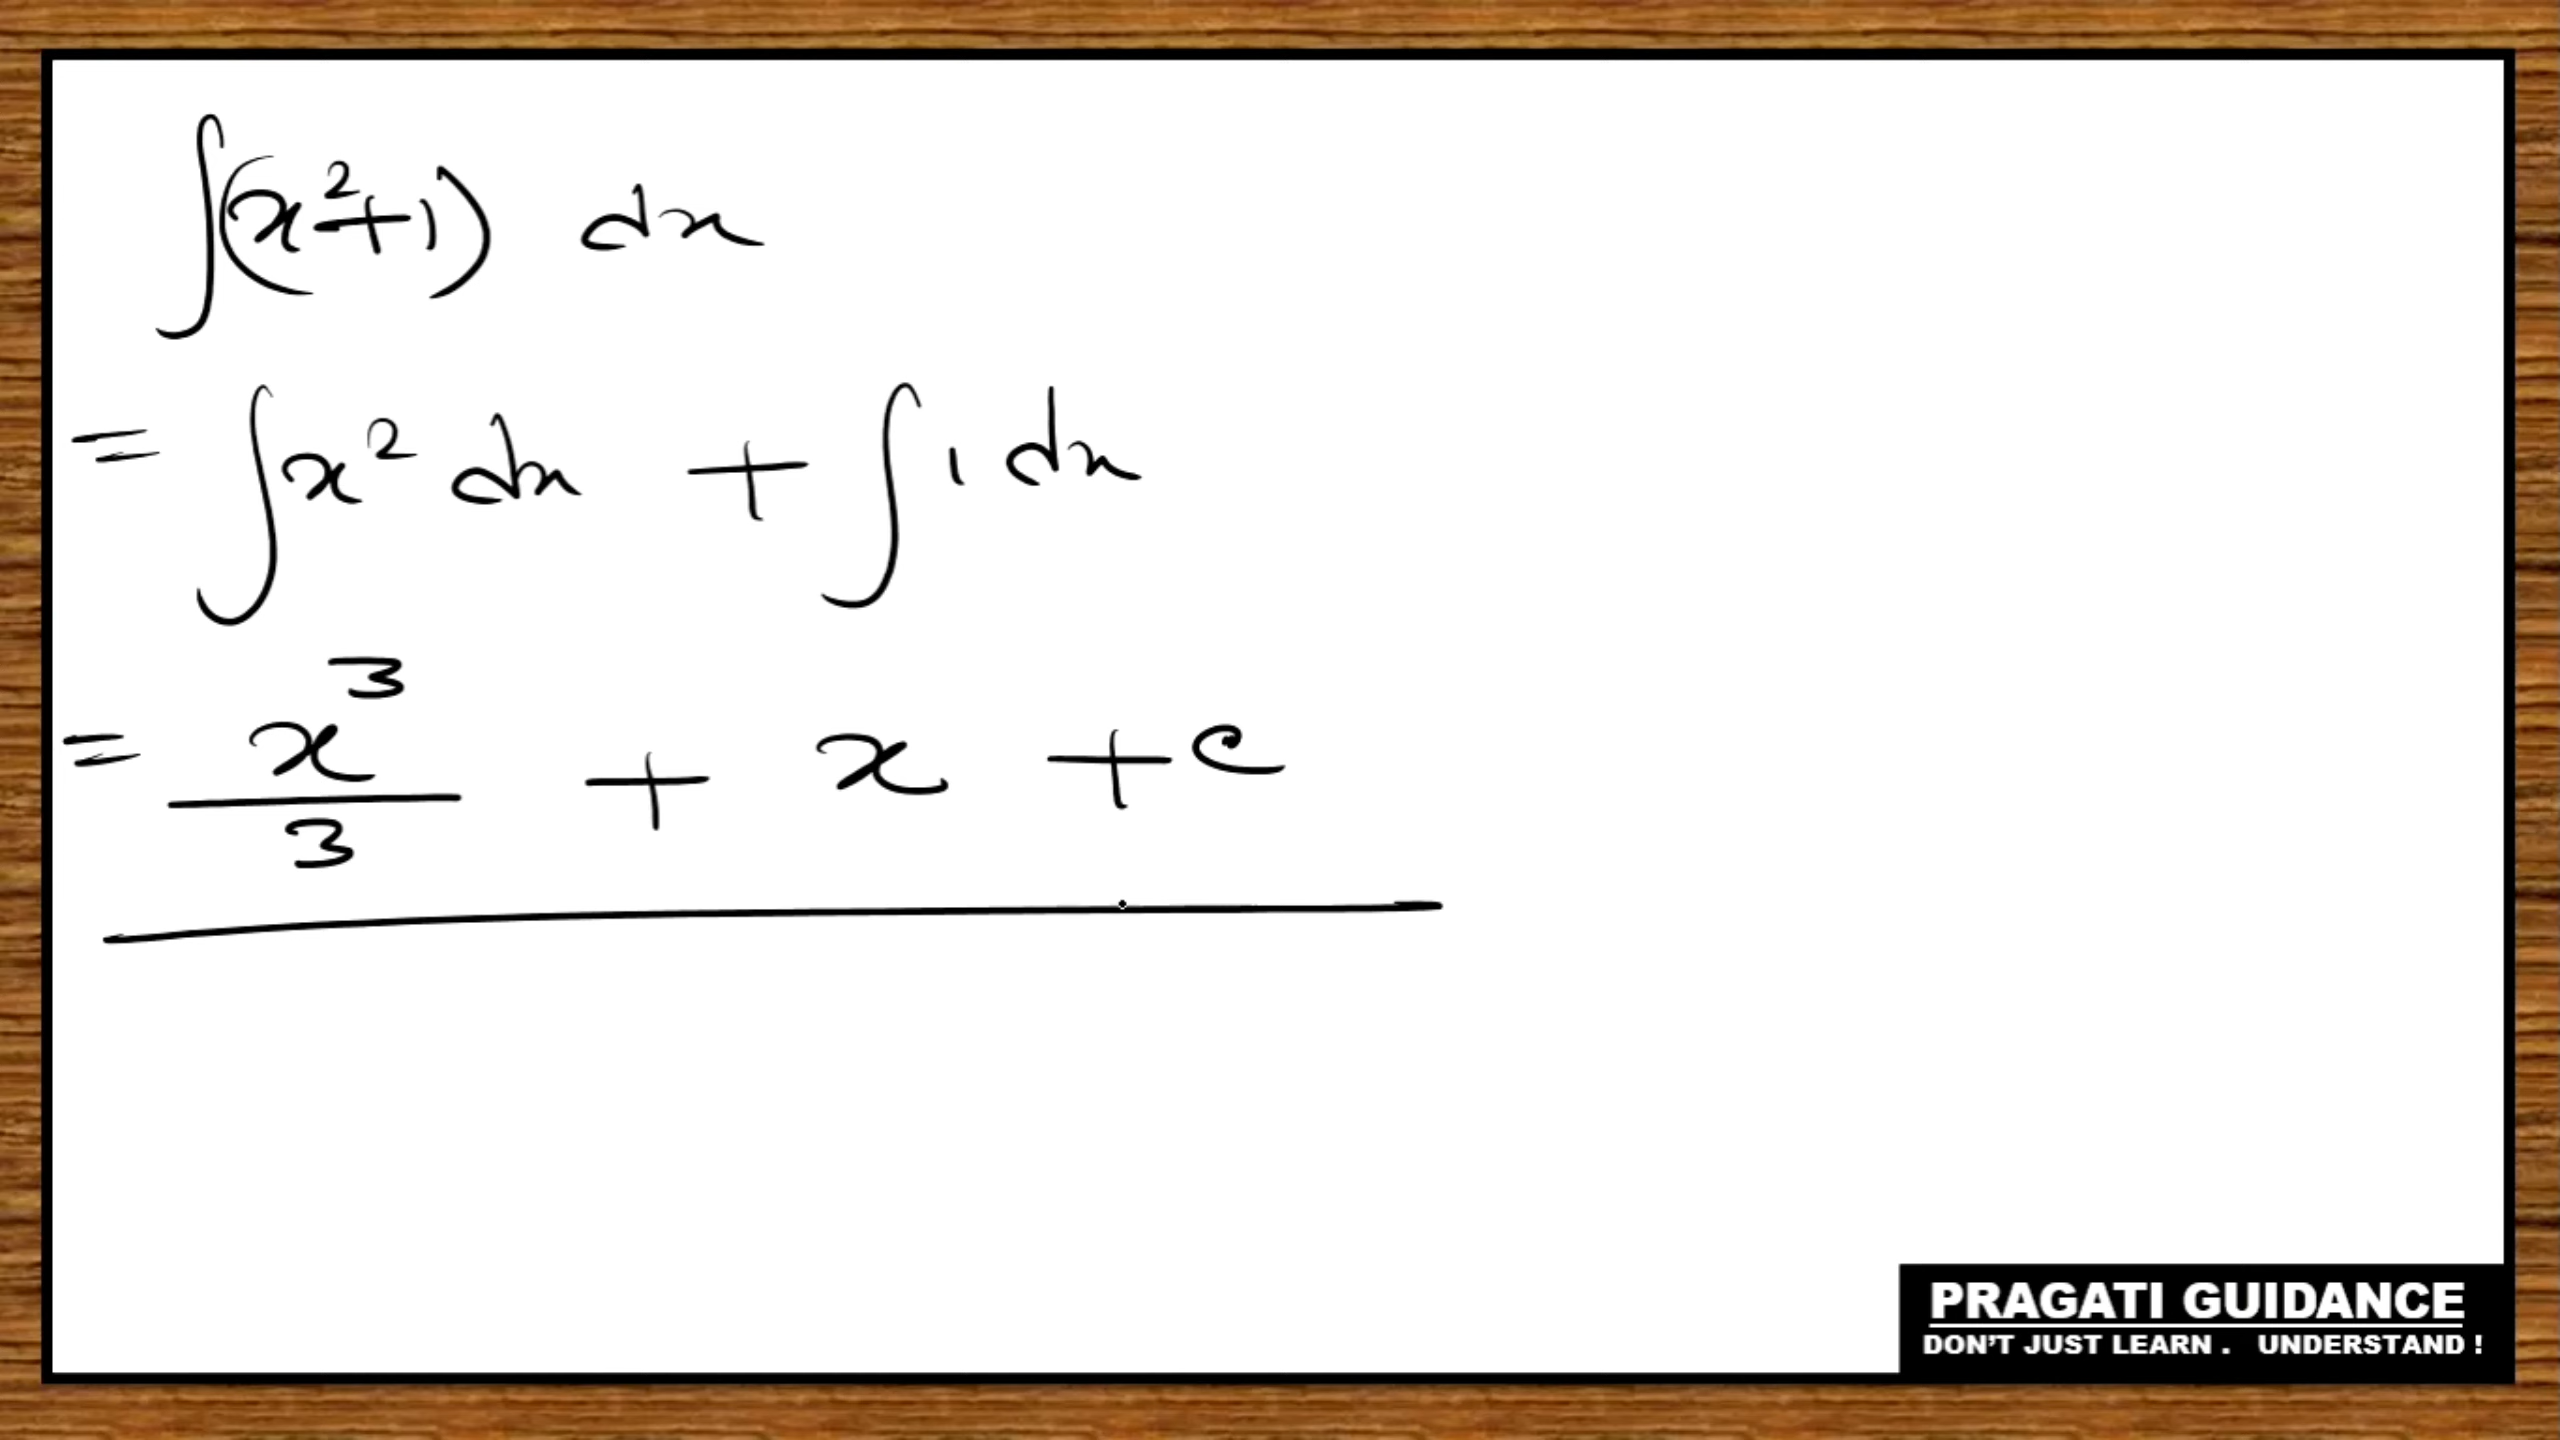 ∫(x²+1) dx
= ∫x² dx + ∫1 dx
= x³/3 + x + c
PRAGATI GUIDANCE
DON'T JUST LEARN . UNDERSTAND !